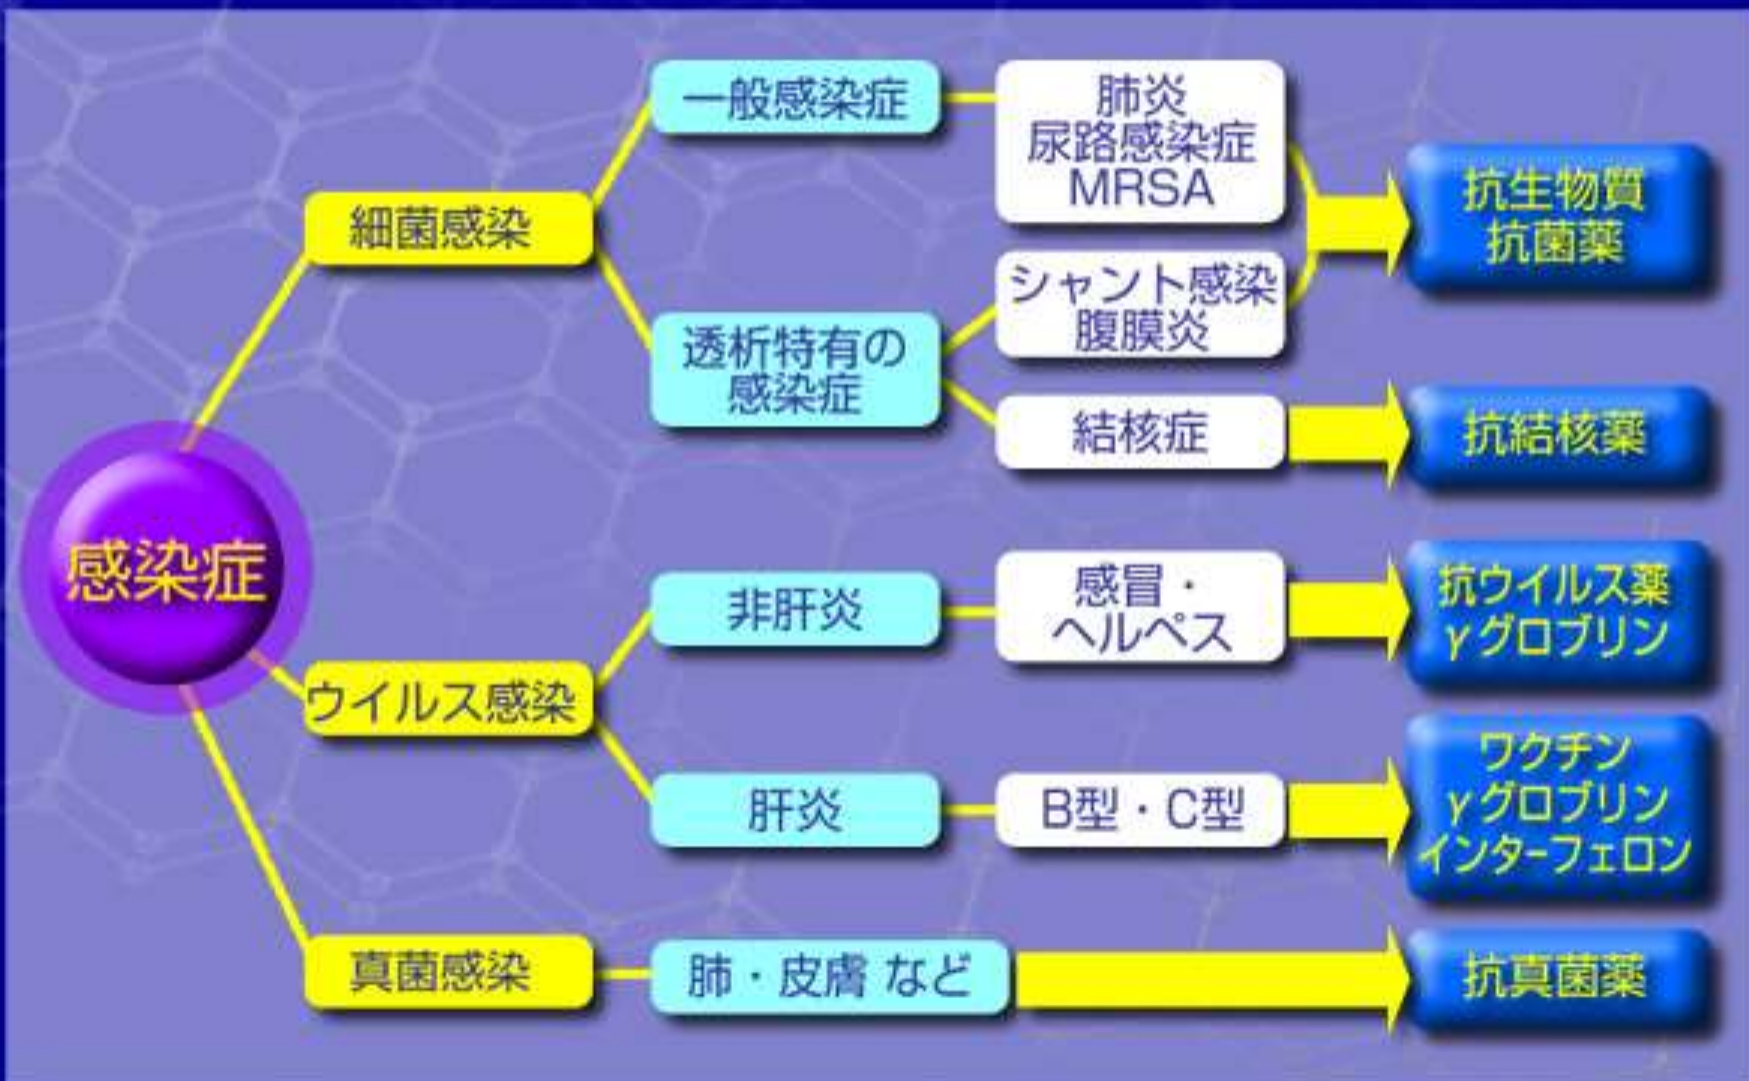 感染症
細菌感染
一般感染症
肺炎
尿路感染症
MRSA
透析特有の
感染症
シャント感染
腹膜炎
抗生物質
抗菌薬
結核症
抗結核薬
ウイルス感染
非肝炎
感冒・
ヘルペス
抗ウイルス薬
γグロブリン
肝炎
B型・C型
ワクチン
γグロブリン
インターフェロン
真菌感染
肺・皮膚 など
抗真菌薬